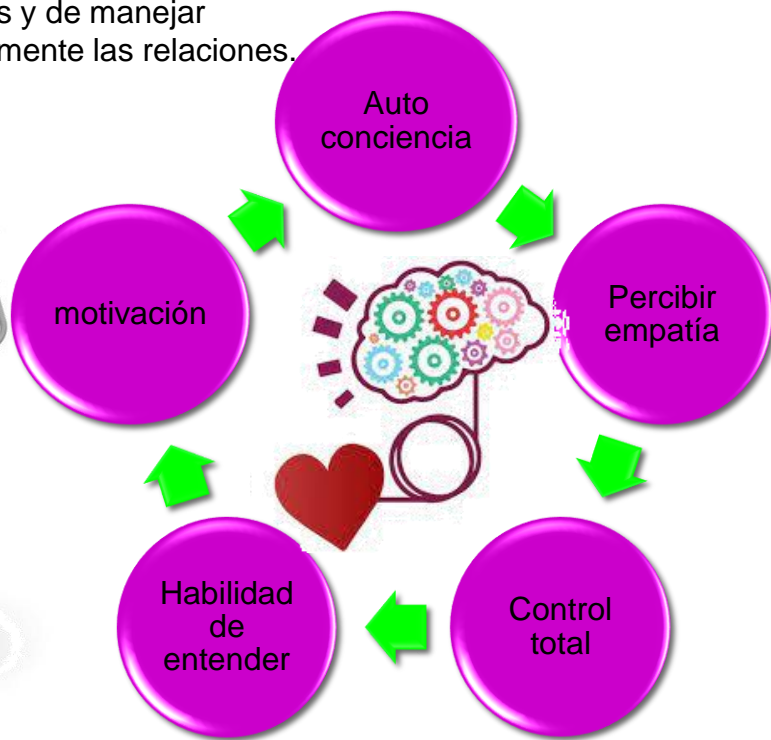 s y de manejar
mente las relaciones.
Auto
conciencia
Percibir
empatía
Control
total
Habilidad
de
entender
motivación